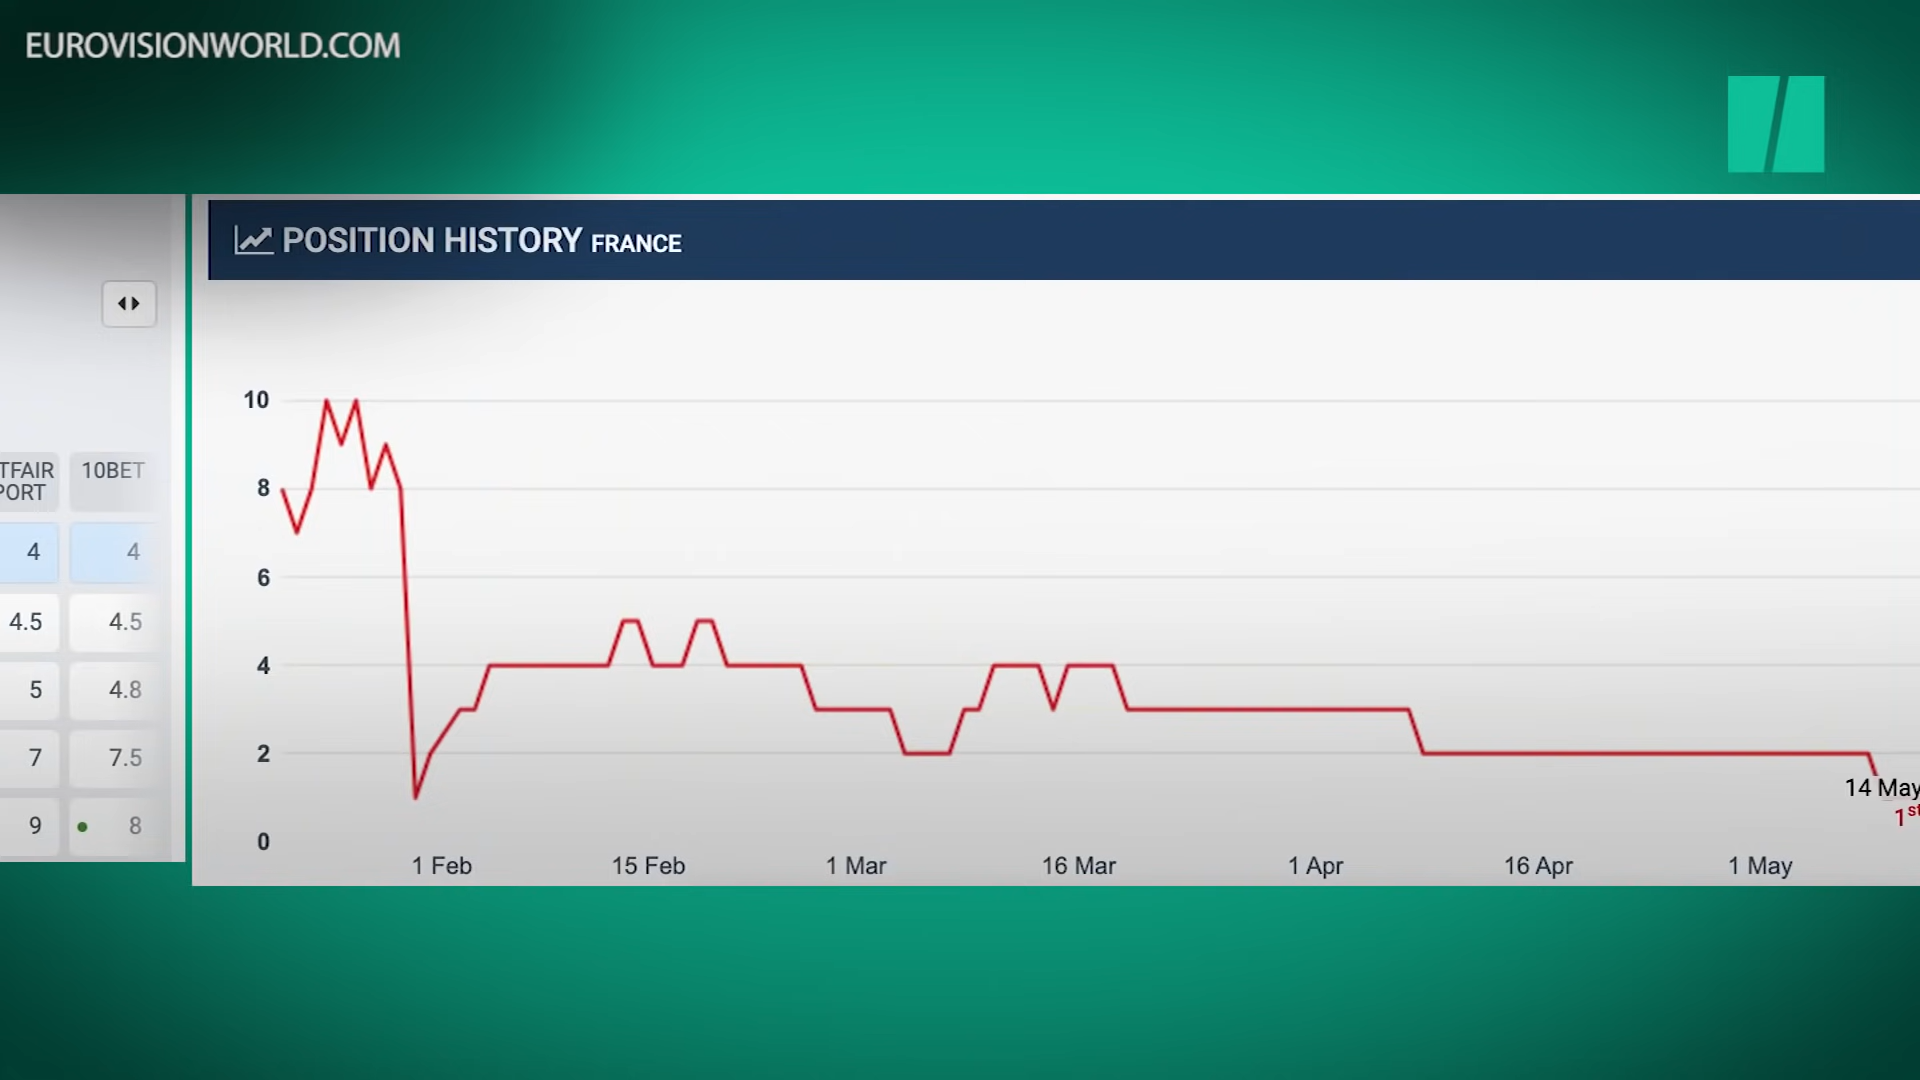 EUROVISIONWORLD.COM
POSITION HISTORY FRANCE
TFAIR
PORT
10BET
4
4
4.5
4.5
5
4.8
7
7.5
9
8
10
8
6
4
2
0
14 May
1st
1 Feb
15 Feb
1 Mar
16 Mar
1 Apr
16 Apr
1 May